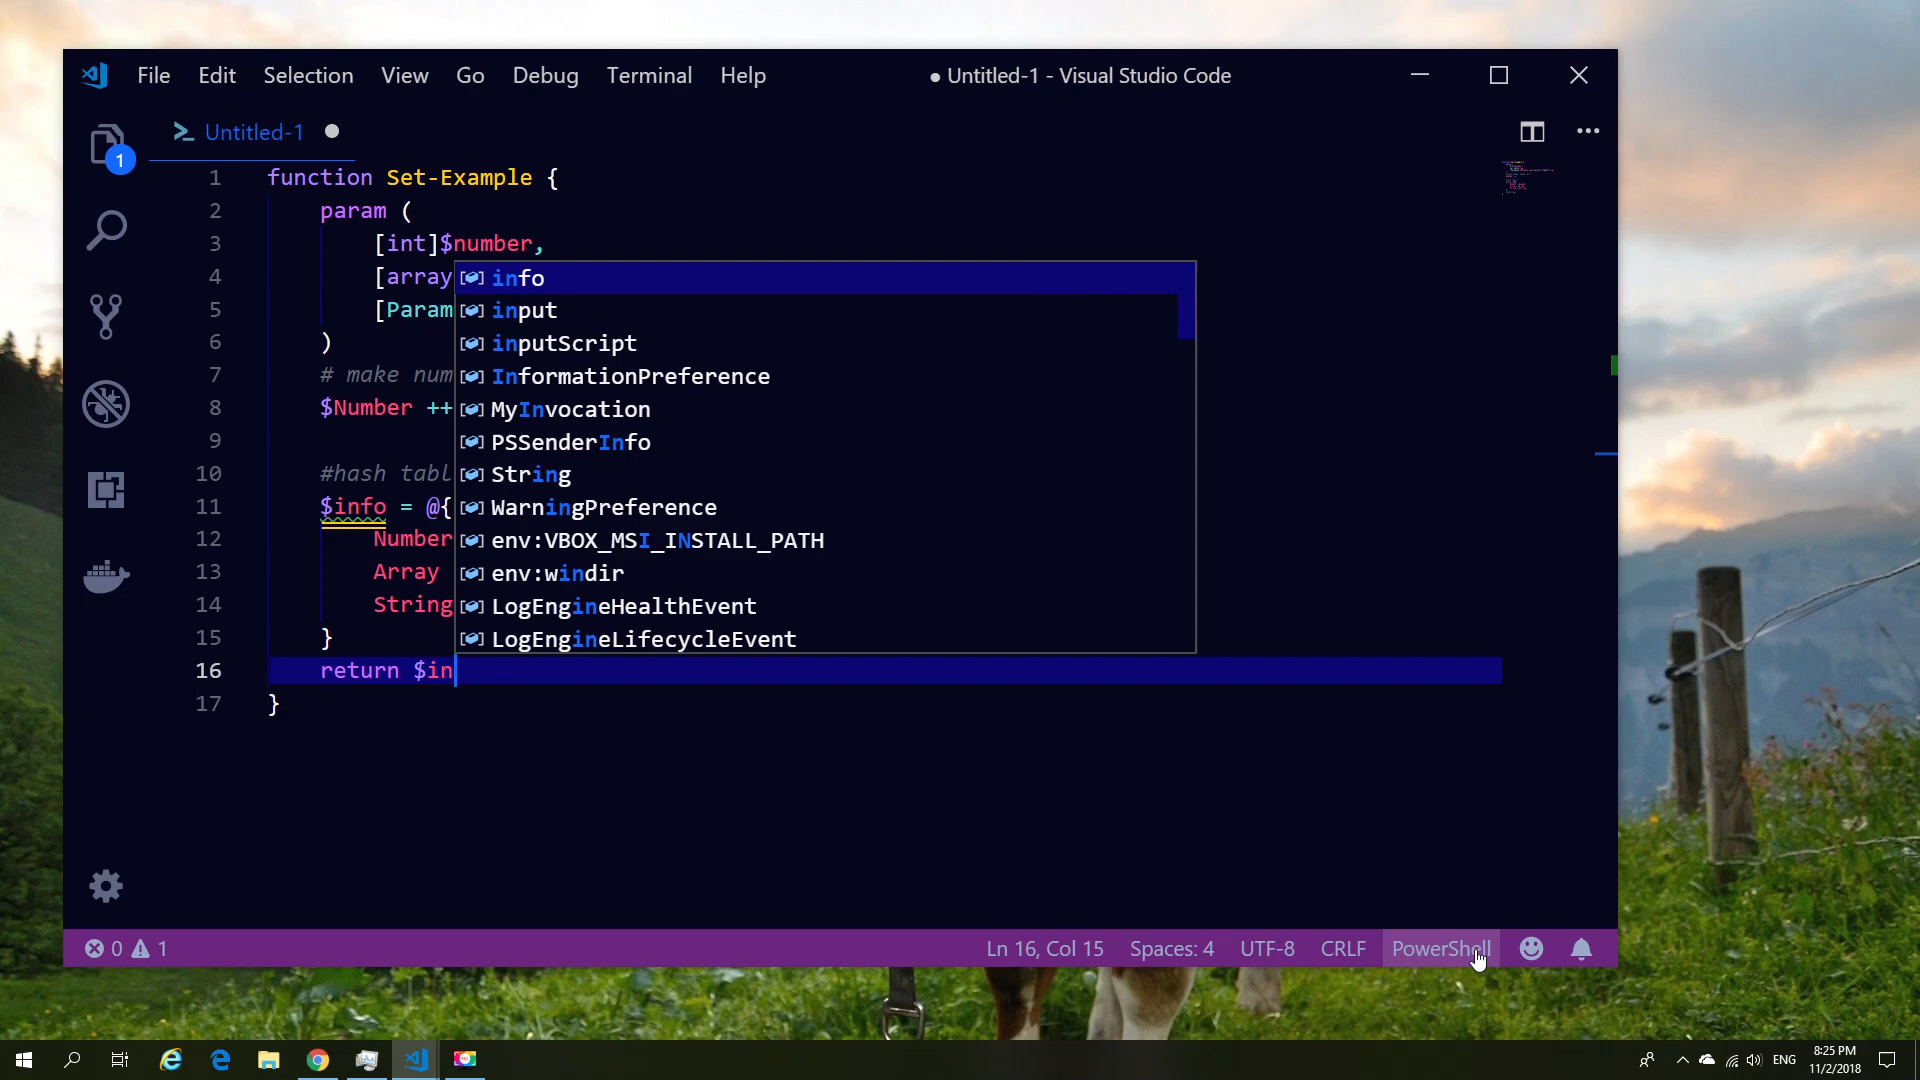 File Edit Selection View Go Debug Terminal Help ● Untitled-1 - Visual Studio Code
1
Untitled-1
1 function Set-Example {
2 param (
3 [int]$number,
4 [array
info
5 [Param
input
6 )
inputScript
7 # make num
InformationPreference
8 $Number ++
MyInvocation
9
PSSenderInfo
10 #hash tabl
String
11 $info = @{
WarningPreference
12 Number
env:VBOX_MSI_INSTALL_PATH
13 Array
env:windir
14 String
LogEngineHealthEvent
15 }
LogEngineLifecycleEvent
16 return $in
17 }
0 1 Ln 16, Col 15 Spaces: 4 UTF-8 CRLF PowerShell
ENG 8:25 PM
11/2/2018